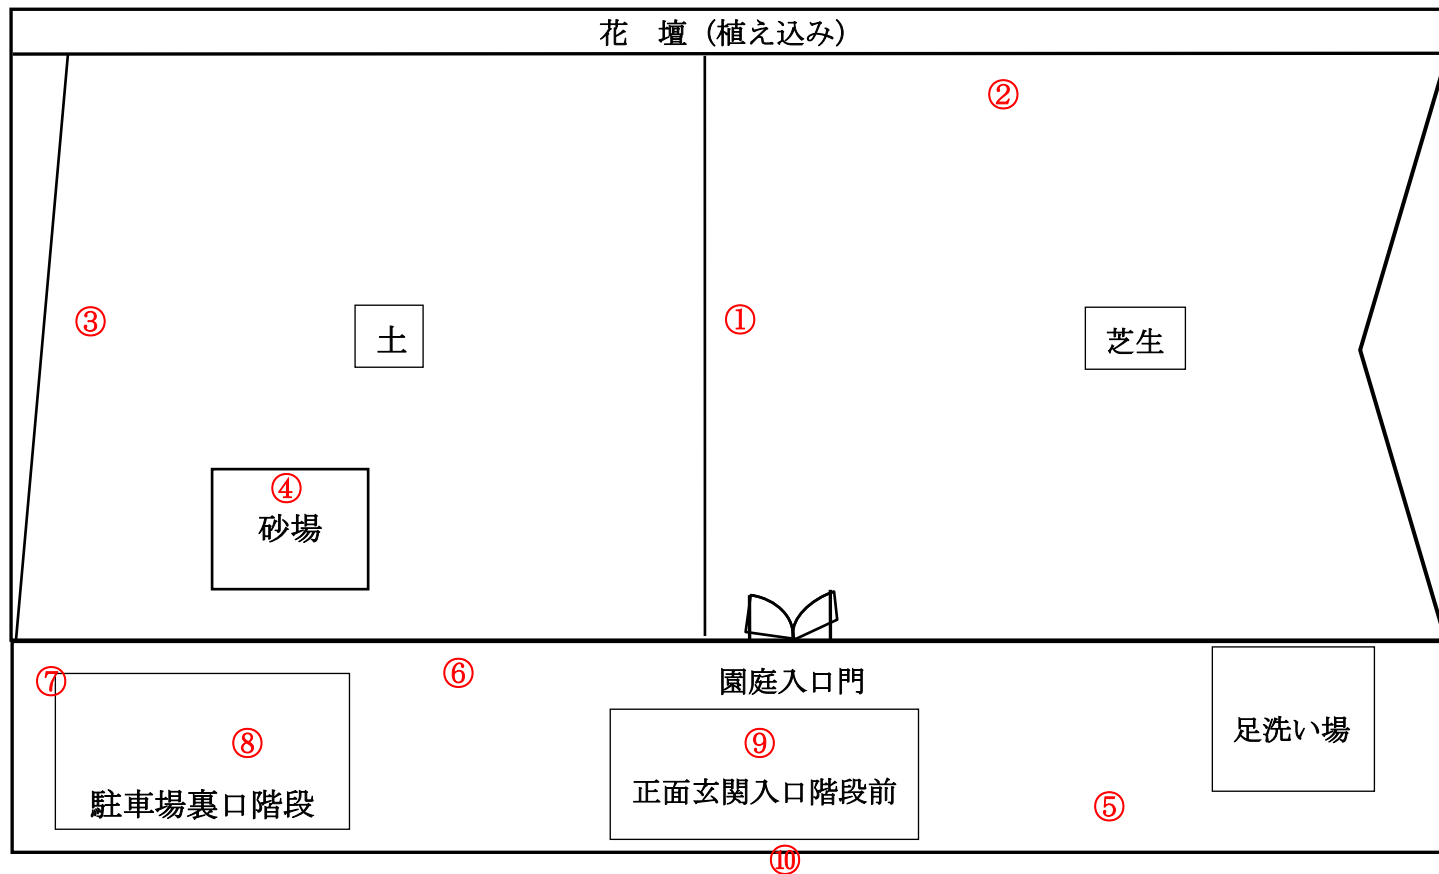 花　壇（植え込み）
②
③
土
①
芝生
④
砂場
⑦
⑥
園庭入口門
⑧
⑨
足洗い場
駐車場裏口階段
正面玄関入口階段前
⑤
⑩